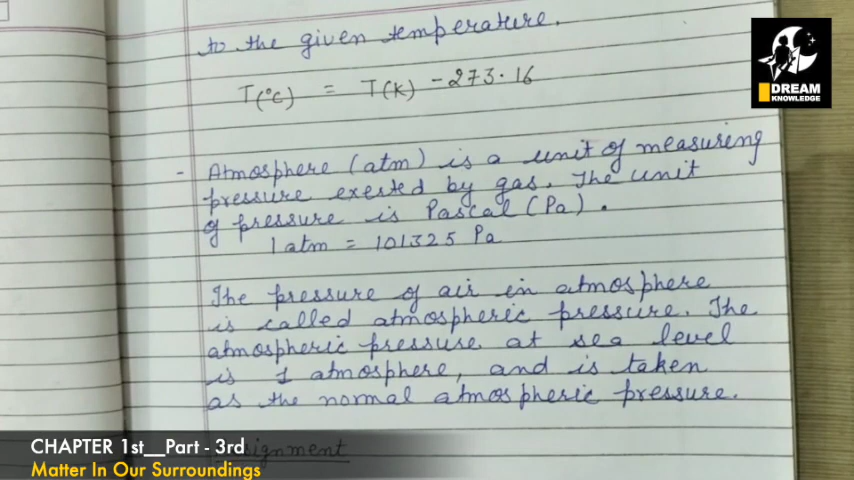 to the given temperature.
T(°C) = T(K) - 273.16
- Atmosphere (atm) is a unit of measuring
pressure exerted by gas. The unit
of pressure is Pascal (Pa).
1 atm = 101325 Pa
The pressure of air in atmosphere
is called atmospheric pressure. The
atmospheric pressure at sea level
is 1 atmosphere, and is taken
as the normal atmospheric pressure.
DREAM
KNOWLEDGE
CHAPTER 1st__Part - 3rd
Matter In Our Surroundings